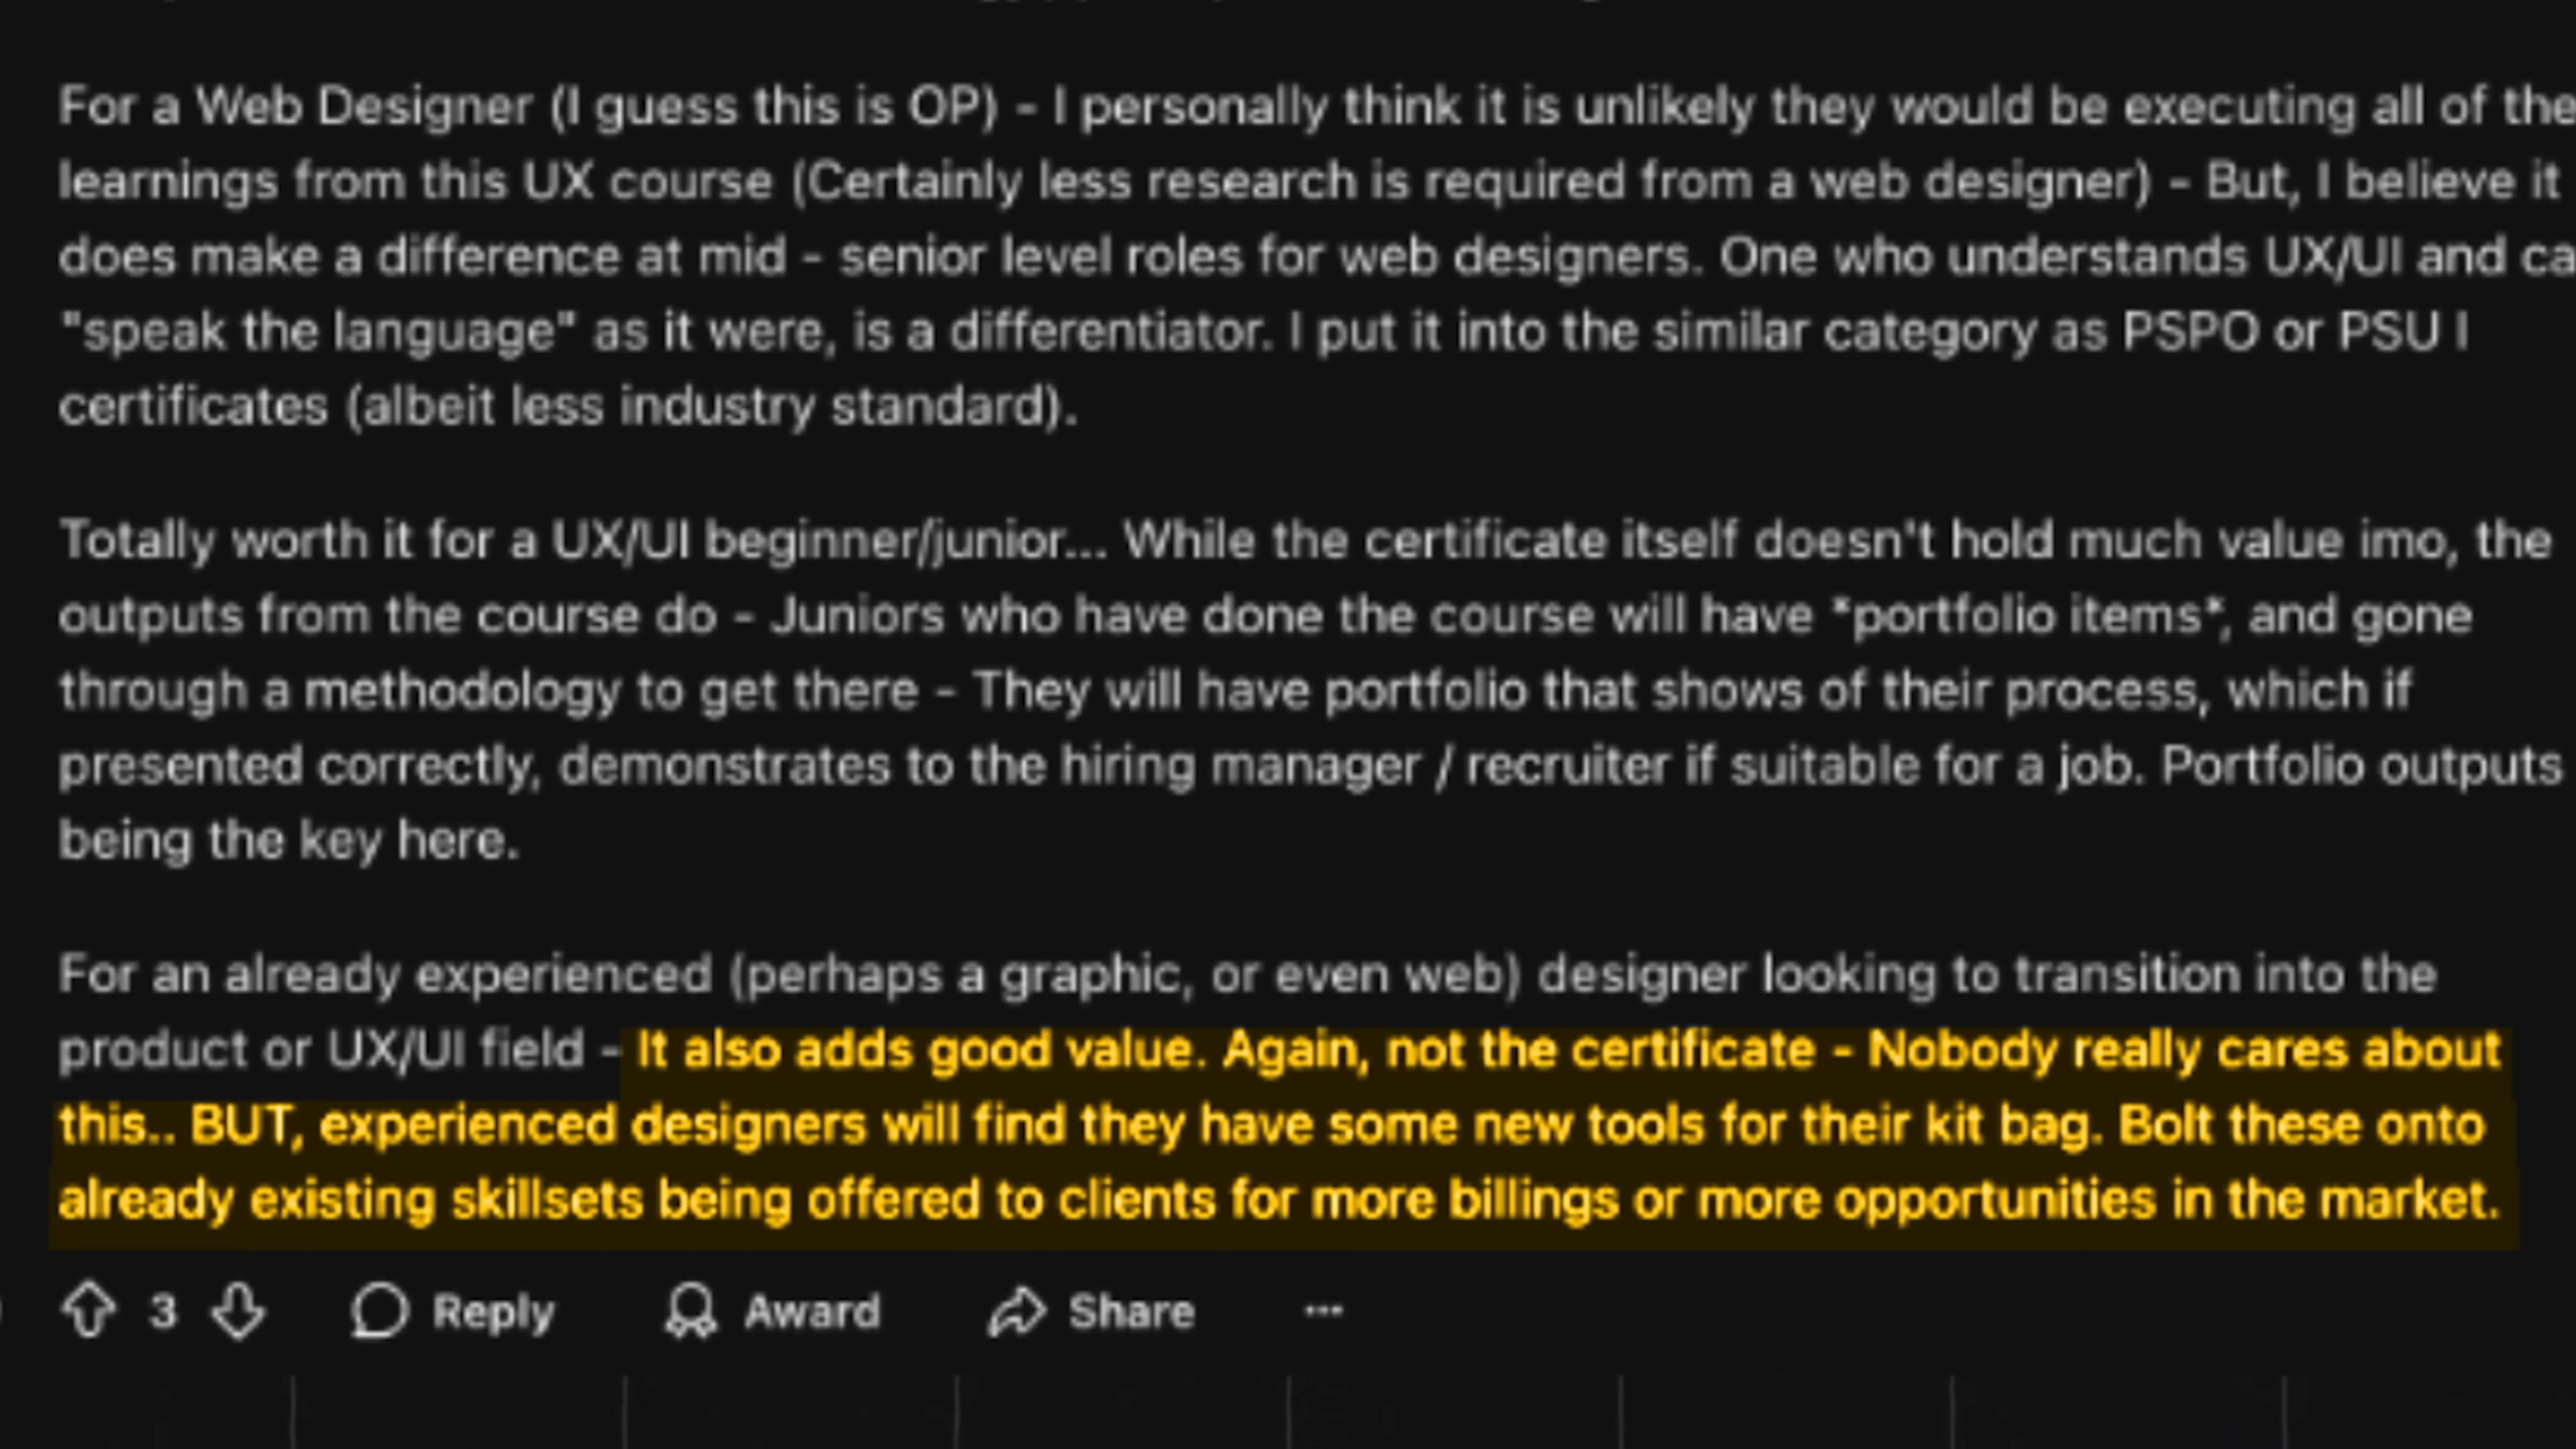 For a Web Designer (I guess this is OP) - I personally think it is unlikely they would be executing all of the
learnings from this UX course (Certainly less research is required from a web designer) - But, I believe it
does make a difference at mid - senior level roles for web designers. One who understands UX/UI and ca
"speak the language" as it were, is a differentiator. I put it into the similar category as PSPO or PSU I
certificates (albeit less industry standard).
Totally worth it for a UX/UI beginner/junior... While the certificate itself doesn't hold much value imo, the
outputs from the course do - Juniors who have done the course will have *portfolio items*, and gone
through a methodology to get there - They will have portfolio that shows of their process, which if
presented correctly, demonstrates to the hiring manager / recruiter if suitable for a job. Portfolio outputs
being the key here.
For an already experienced (perhaps a graphic, or even web) designer looking to transition into the
product or UX/UI field - It also adds good value. Again, not the certificate - Nobody really cares about
this.. BUT, experienced designers will find they have some new tools for their kit bag. Bolt these onto
already existing skillsets being offered to clients for more billings or more opportunities in the market.
3 Reply Award Share ...